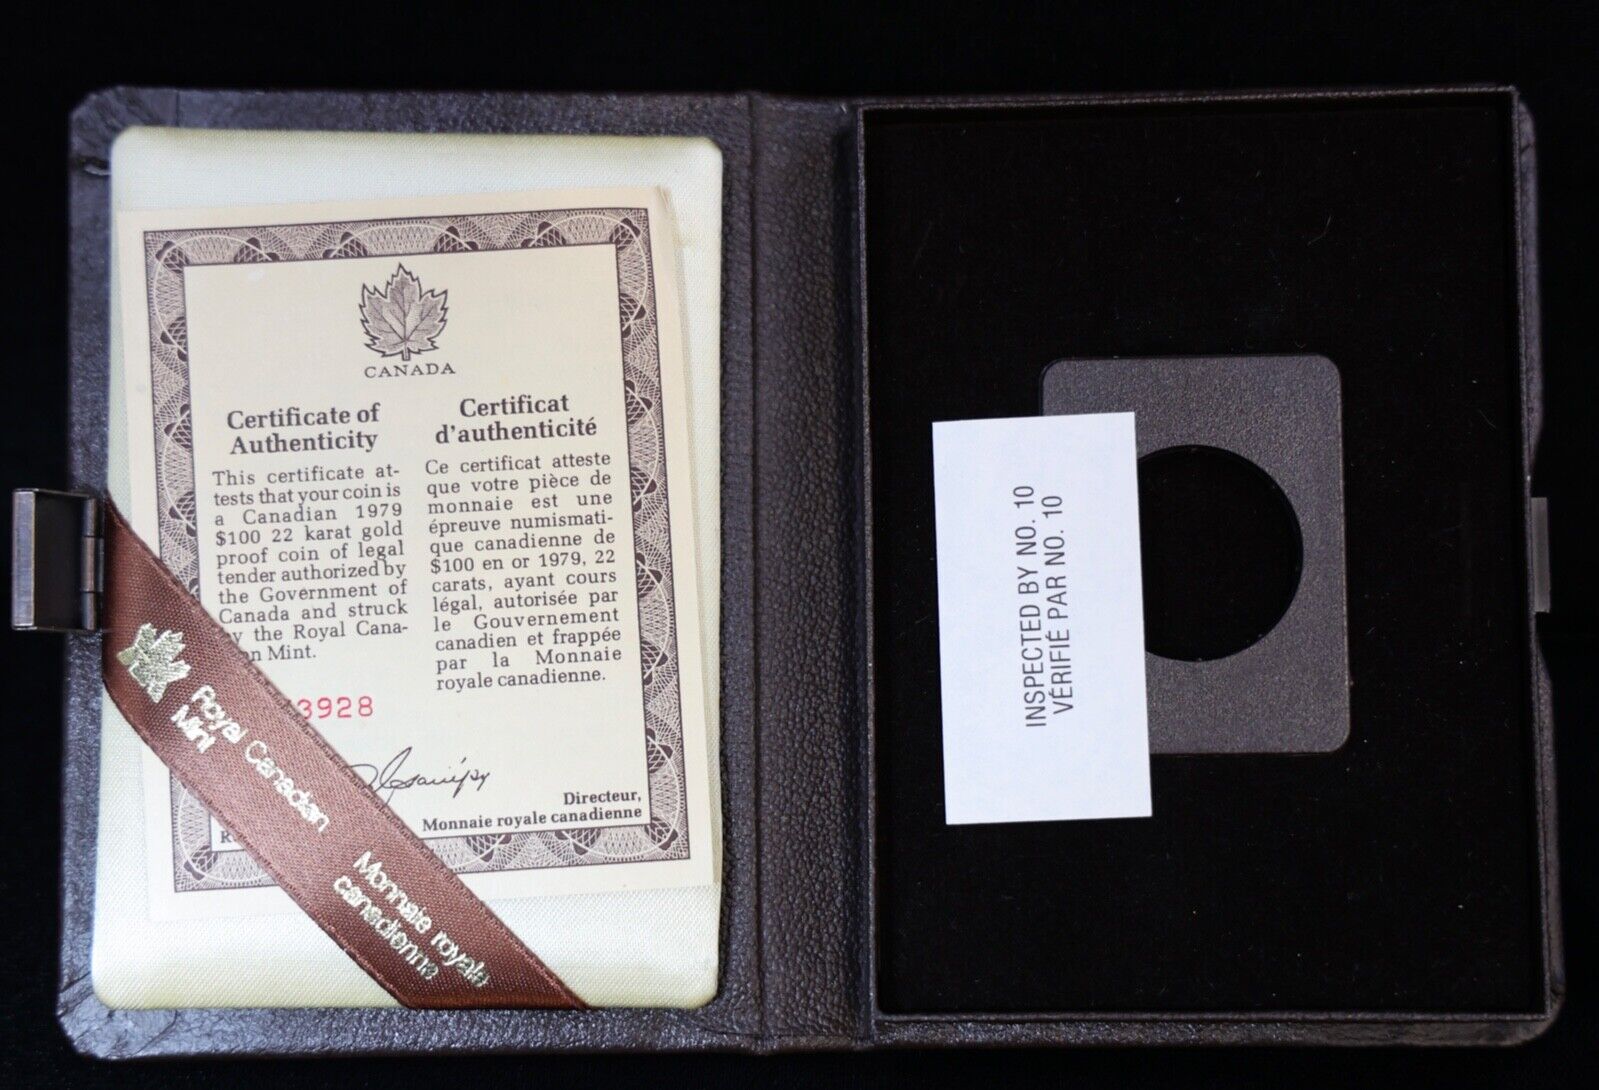 CANADA
Certificate of
Authenticity
This certificate at-
tests that your coin is
a Canadian 1979
$100 22 karat gold
proof coin of legal
tender authorized by
the Government of
Canada and struck
by the Royal Cana-
n Mint.
3928
Certificat
d'authenticité
Ce certificat atteste
que votre pièce de
monnaie est une
épreuve numismati-
que canadienne de
$100 en or 1979, 22
carats, ayant cours
légal, autorisée par
le Gouvernement
canadien et frappée
par la Monnaie
royale canadienne.
Directeur,
Monnaie royale canadienne
Royal Canadian
Mint
Monnaie royale
canadienne
INSPECTED BY NO. 10
VÉRIFIÉ PAR NO. 10